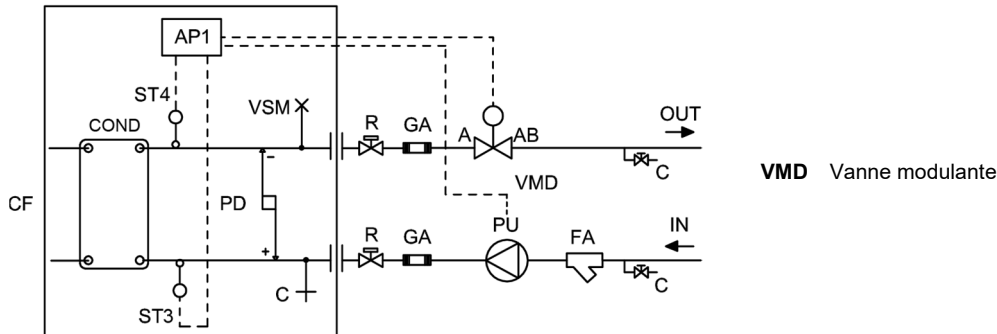 AP1
ST4
VSM
COND
R
GA
A
AB
OUT
C
VMD
VMD Vanne modulante
CF
PD
-
+
R
GA
PU
FA
IN
C
C
ST3